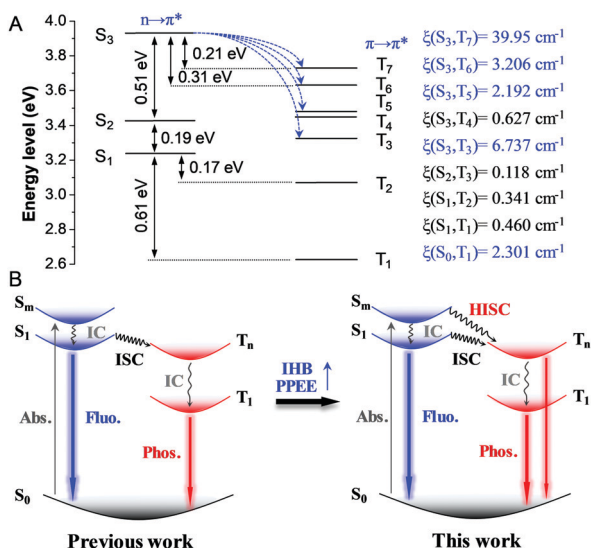 A
n→π*
π→π*
Energy level (eV)
4.0
3.8
3.6
3.4
3.2
3.0
2.8
2.6
S3
S2
S1
0.21 eV
0.31 eV
0.51 eV
0.19 eV
0.17 eV
0.61 eV
T7
T6
T5
T4
T3
T2
T1
ξ(S3,T7)= 39.95 cm-1
ξ(S3,T6)= 3.206 cm-1
ξ(S3,T5)= 2.192 cm-1
ξ(S3,T4)= 0.627 cm-1
ξ(S3,T3)= 6.737 cm-1
ξ(S2,T3)= 0.118 cm-1
ξ(S1,T2)= 0.341 cm-1
ξ(S1,T1)= 0.460 cm-1
ξ(S0,T1)= 2.301 cm-1
B
Sm
S1
IC
ISC
Tn
IC
T1
Abs.
Fluo.
Phos.
S0
Previous work
IHB
PPEE
Sm
HISC
S1
IC
ISC
Tn
IC
T1
Abs.
Fluo.
Phos.
S0
This work